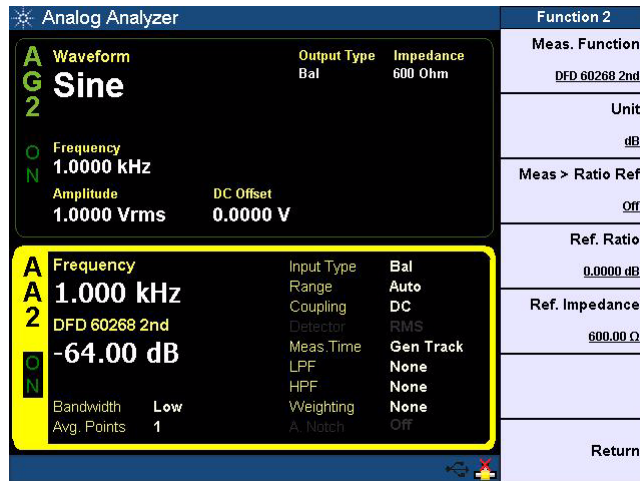 Analog Analyzer
Function 2
AG2
ON
Waveform
Sine
Output Type Impedance
Bal 600 Ohm
Frequency
1.0000 kHz
Amplitude DC Offset
1.0000 Vrms 0.0000 V
AA2
ON
Frequency
1.000 kHz
DFD 60268 2nd
-64.00 dB
Bandwidth Low
Avg. Points 1
Input Type Bal
Range Auto
Coupling DC
Detector RMS
Meas.Time Gen Track
LPF None
HPF None
Weighting None
A. Notch Off
Meas. Function
DFD 60268 2nd
Unit
dB
Meas > Ratio Ref
Off
Ref. Ratio
0.0000 dB
Ref. Impedance
600.00 Ω
Return